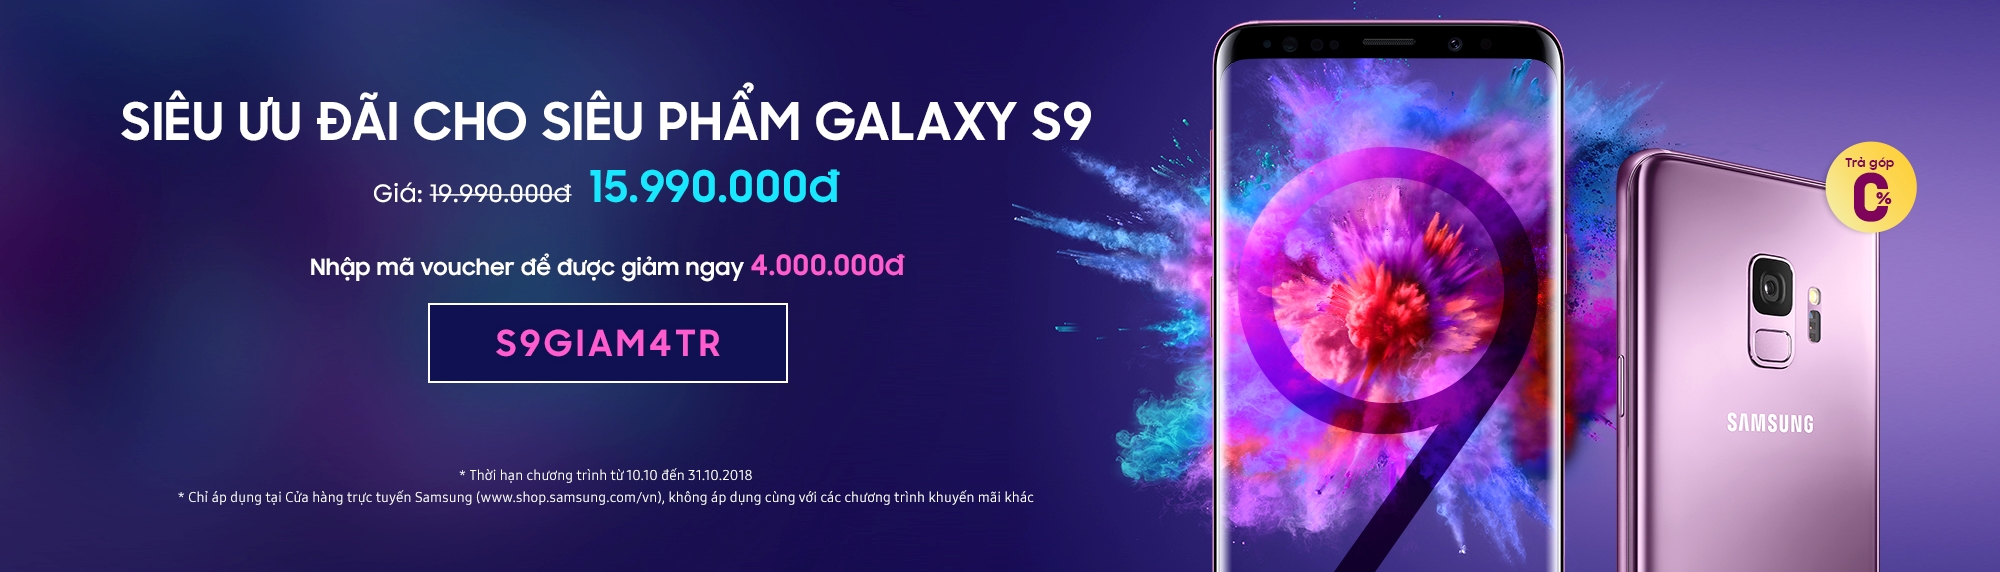 SIÊU ƯU ĐÃI CHO SIÊU PHẨM GALAXY S9
Giá: 19.990.000đ 15.990.000đ
Nhập mã voucher để được giảm ngay 4.000.000đ
S9GIAM4TR
* Thời hạn chương trình từ 10.10 đến 31.10.2018
* Chỉ áp dụng tại Cửa hàng trực tuyến Samsung (www.shop.samsung.com/vn), không áp dụng cùng với các chương trình khuyến mãi khác
9
Trả góp
0%
SAMSUNG